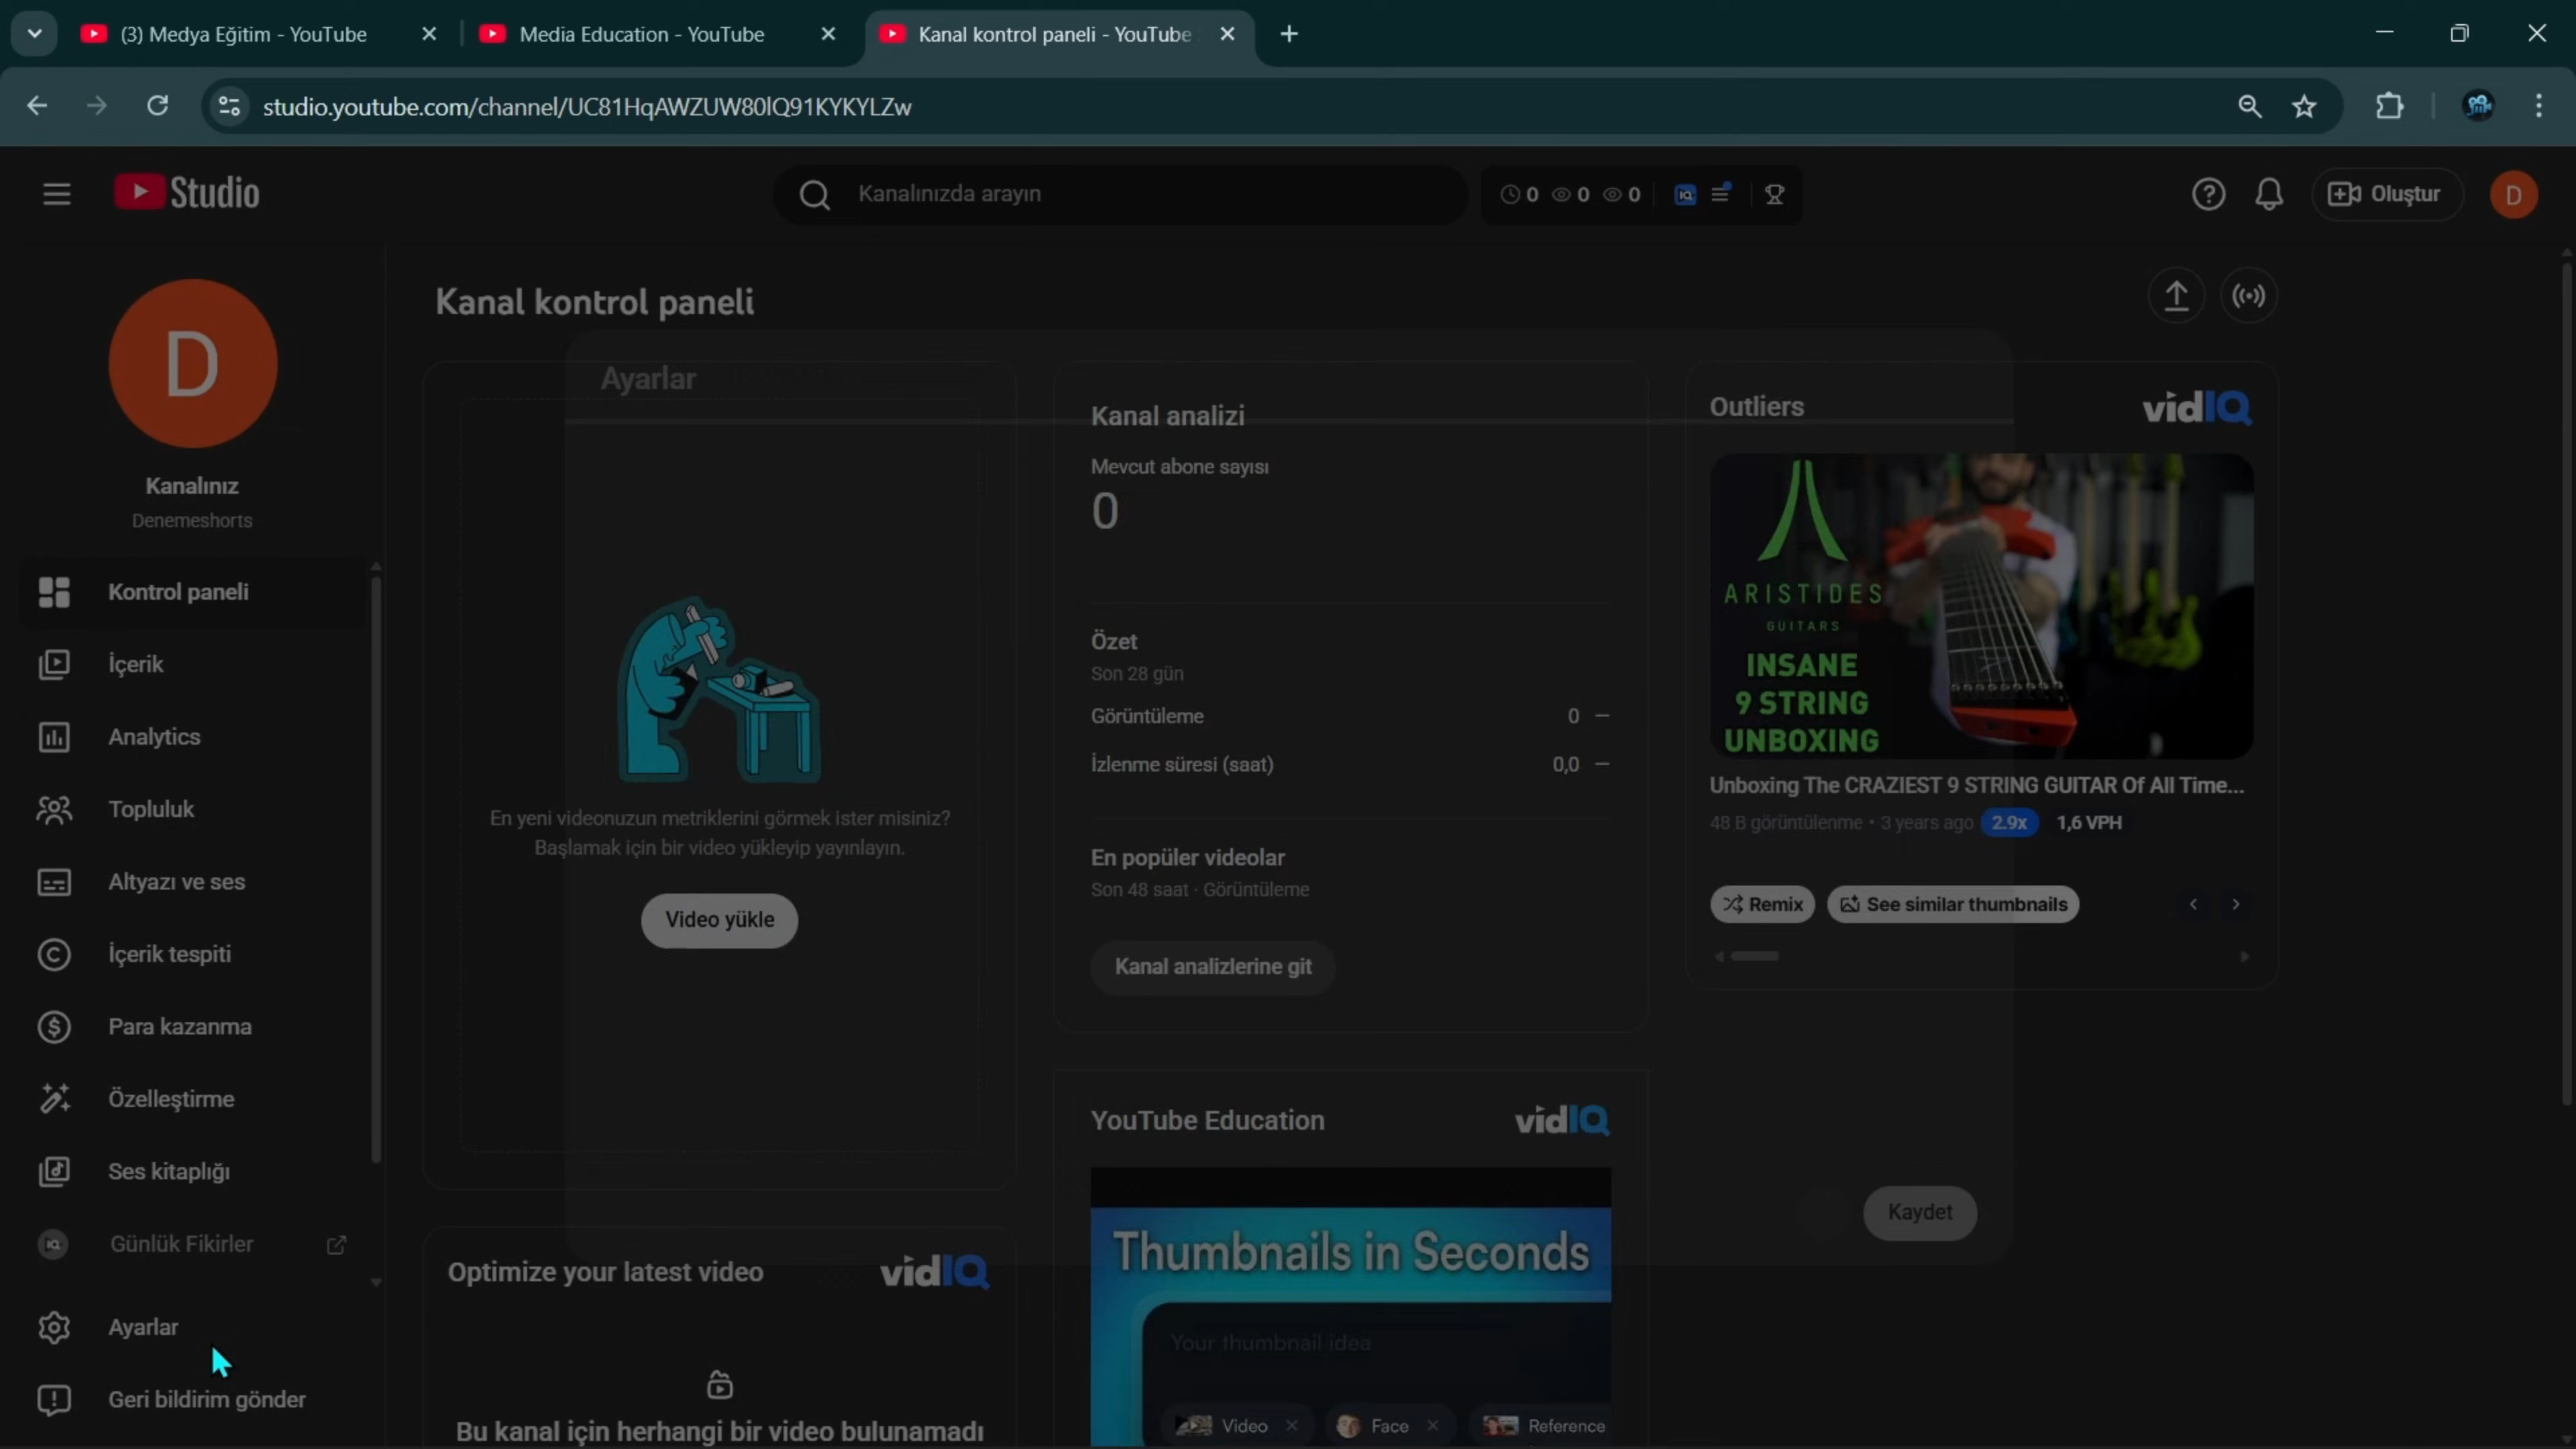 (3) Medya Eğitim - YouTube
Media Education - YouTube
Kanal kontrol paneli - YouTube
studio.youtube.com/channel/UC81HqAWZUW80lQ91KYKYLZw
Studio
Kanalınızda arayın
0
0
0
Oluştur
D
D
Kanalınız
Denemeshorts
Kontrol paneli
İçerik
Analytics
Topluluk
Altyazı ve ses
İçerik tespiti
Para kazanma
Özelleştirme
Ses kitaplığı
Günlük Fikirler
Ayarlar
Geri bildirim gönder
Kanal kontrol paneli
Ayarlar
En yeni videonuzun metriklerini görmek ister misiniz?
Başlamak için bir video yükleyip yayınlayın.
Video yükle
Optimize your latest video
vidIQ
Bu kanal için herhangi bir video bulunamadı
Kanal analizi
Mevcut abone sayısı
0
Özet
Son 28 gün
Görüntüleme 0 —
İzlenme süresi (saat) 0,0 —
En popüler videolar
Son 48 saat · Görüntüleme
Kanal analizlerine git
YouTube Education
vidIQ
Thumbnails in Seconds
Your thumbnail idea
Video
Face
Reference
Outliers
vidIQ
ARISTIDES
GUITARS
INSANE
9 STRING
UNBOXING
Unboxing The CRAZIEST 9 STRING GUITAR Of All Time...
48 B görüntülenme • 3 years ago 2.9x 1,6 VPH
Remix
See similar thumbnails
Kaydet